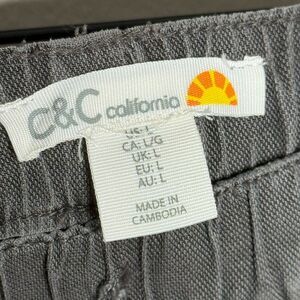 C&C california
US: L
CA: L/G
UK: L
EU: L
AU: L
MADE IN
CAMBODIA